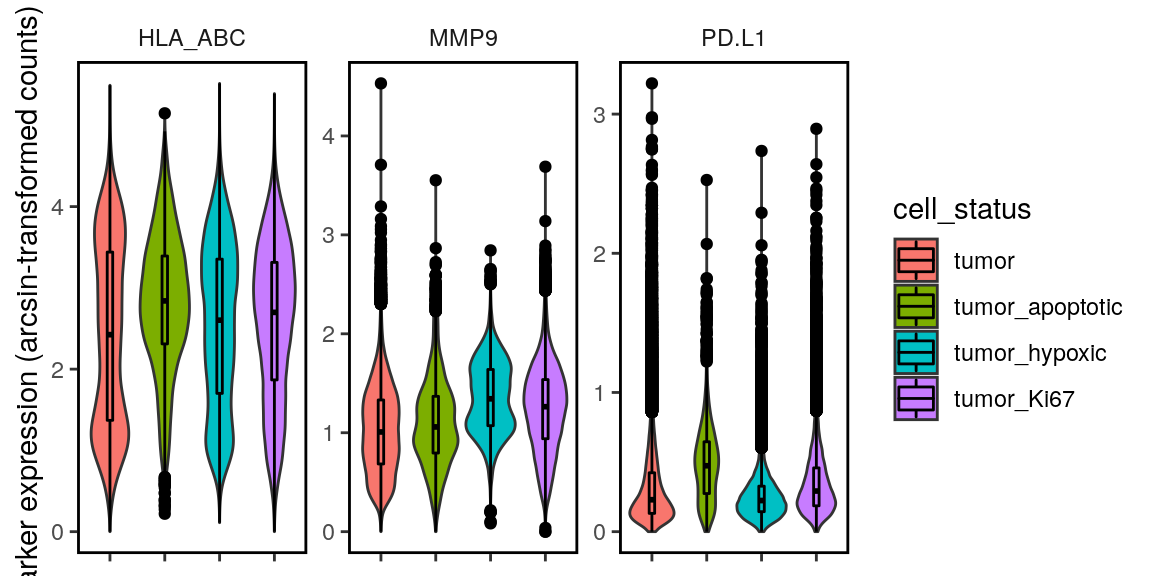 HLA_ABC MMP9 PD.L1
arker expression (arcsin-transformed counts)
4
2
0
4
3
2
1
0
3
2
1
0
cell_status
tumor
tumor_apoptotic
tumor_hypoxic
tumor_Ki67